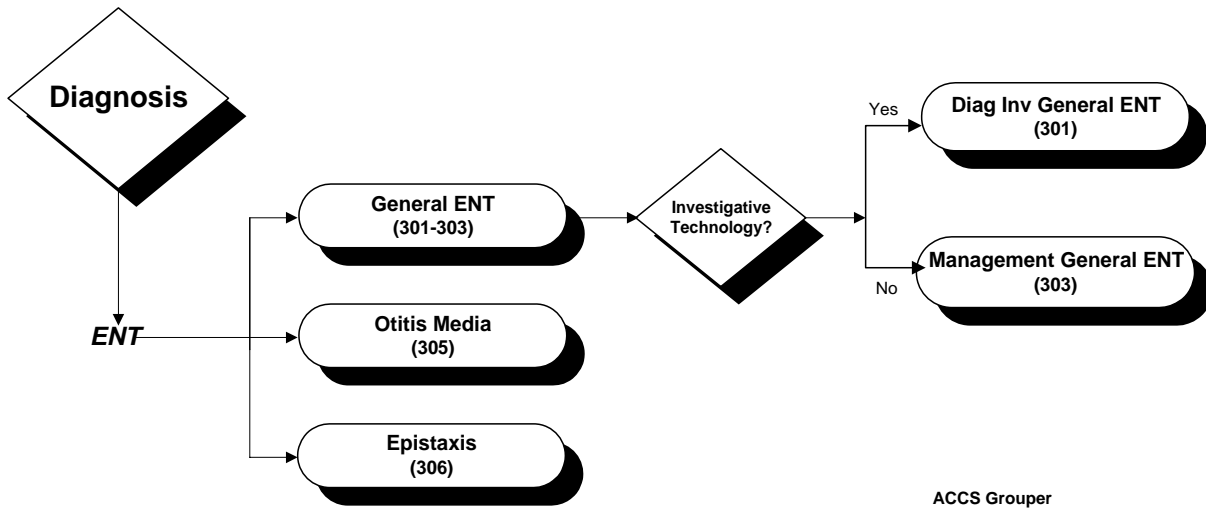 Diagnosis
ENT
General ENT
(301-303)
Otitis Media
(305)
Epistaxis
(306)
Investigative
Technology?
Yes
Diag Inv General ENT
(301)
No
Management General ENT
(303)
ACCS Grouper